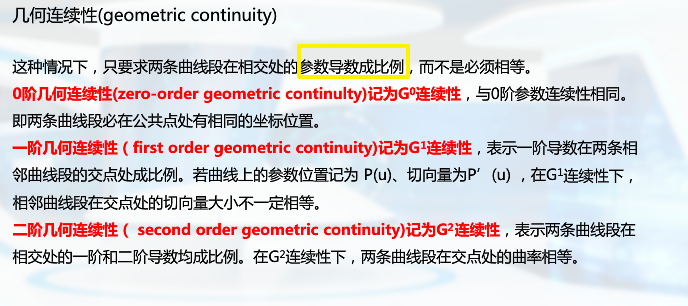 几何连续性(geometric continuity)
这种情况下，只要求两条曲线段在相交处的参数导数成比例，而不是必须相等。
0阶几何连续性(zero-order geometric continulty)记为G⁰连续性，与0阶参数连续性相同。
即两条曲线段必在公共点处有相同的坐标位置。
一阶几何连续性（ first order geometric continuity)记为G¹连续性，表示一阶导数在两条相
邻曲线段的交点处成比例。若曲线上的参数位置记为 P(u)、切向量为P′（u），在G¹连续性下，
相邻曲线段在交点处的切向量大小不一定相等。
二阶几何连续性（ second order geometric continuity)记为G²连续性，表示两条曲线段在
相交处的一阶和二阶导数均成比例。在G²连续性下，两条曲线段在交点处的曲率相等。